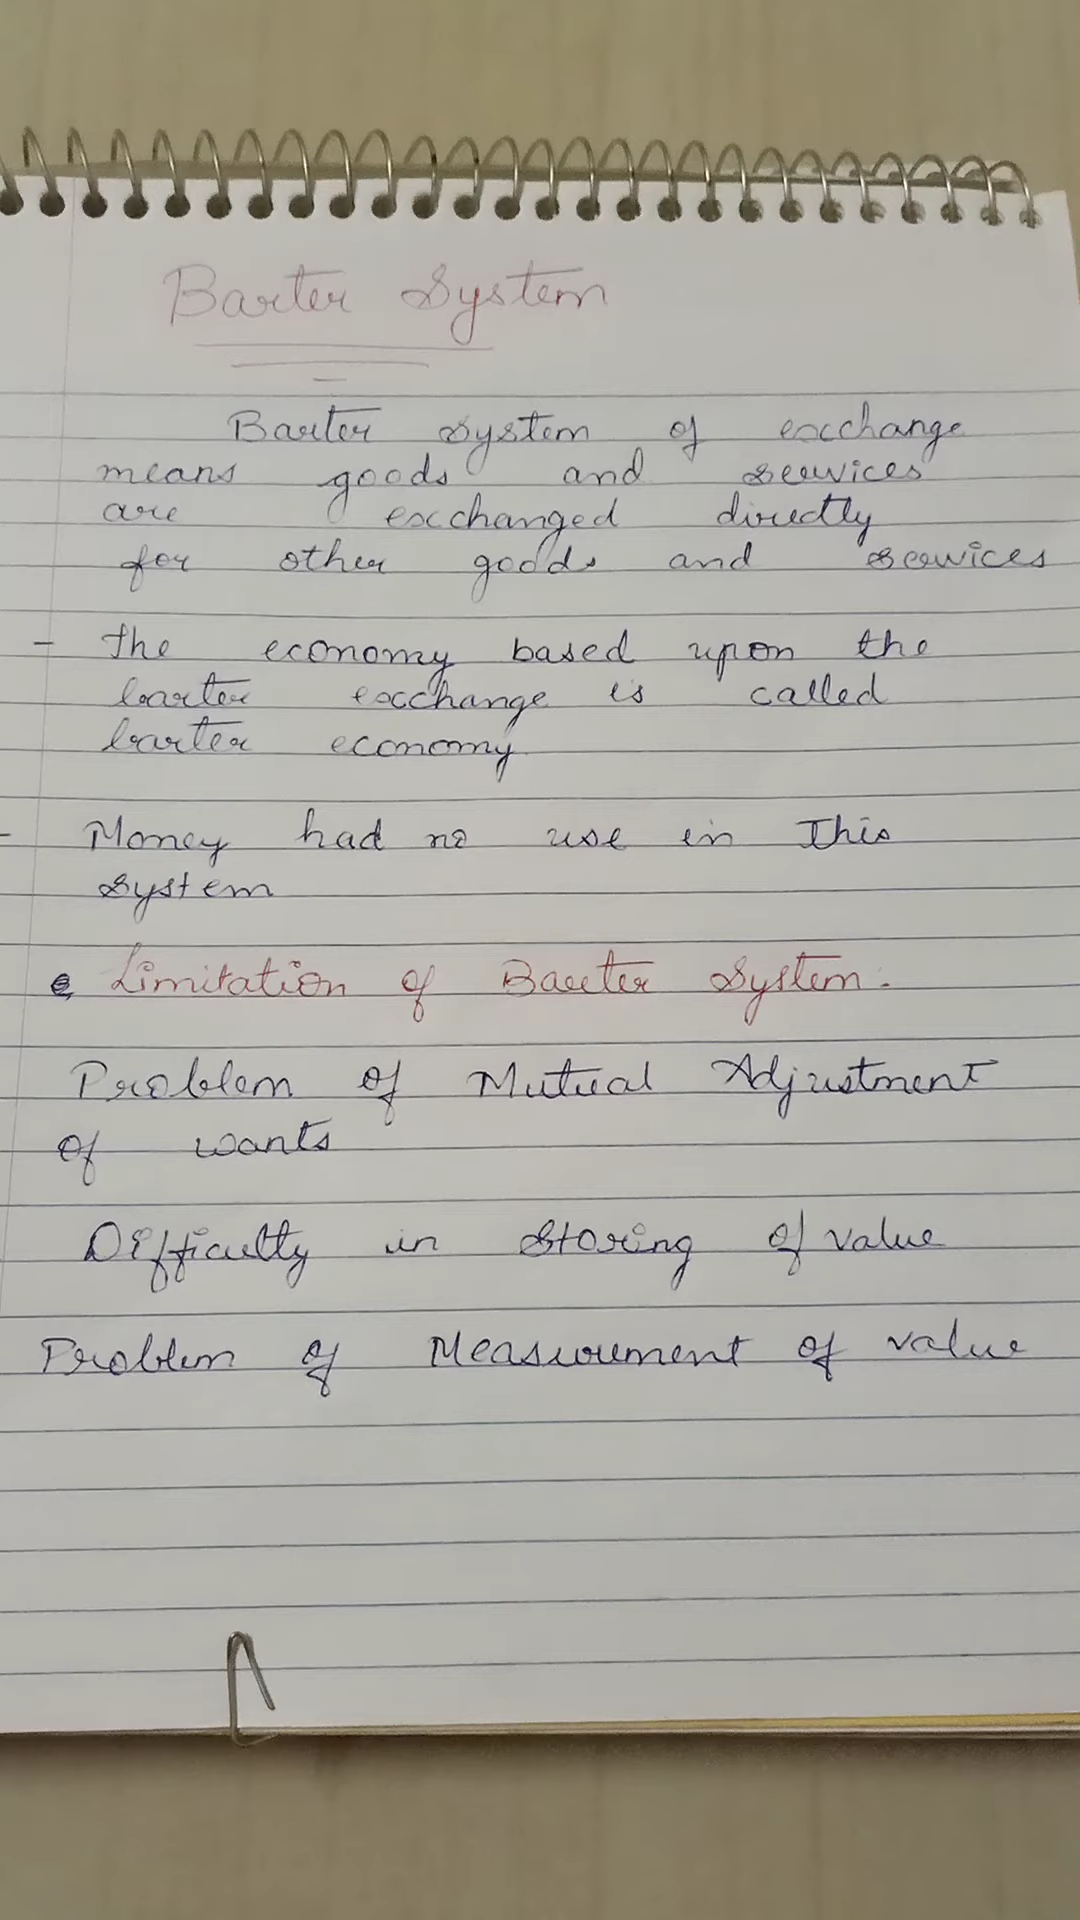 Barter System
Barter System of exchange
means goods and services
are exchanged directly
for other goods and services
- The economy based upon the
barter exchange is called
barter economy
- Money had no use in This
System
Limitation of Barter System.
Problem of Mutual Adjustment
of wants
Difficulty in Storing of value
Problem of Measurement of value